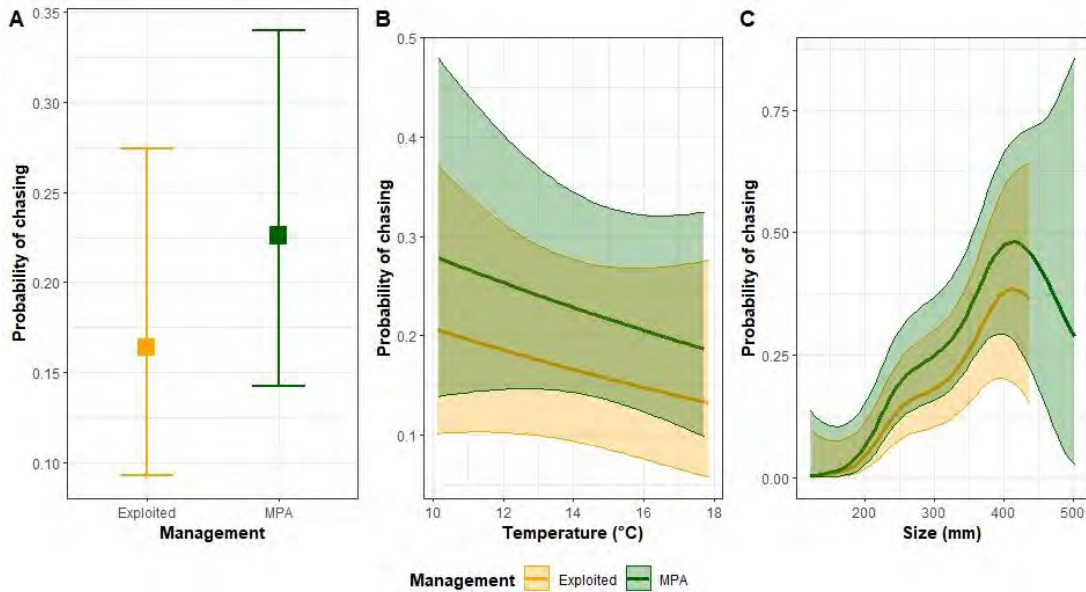 A
Probability of chasing
0.35
0.30
0.25
0.20
0.15
0.10
Exploited
MPA
Management
B
Probability of chasing
0.5
0.4
0.3
0.2
0.1
10
12
14
16
18
Temperature (°C)
C
Probability of chasing
0.75
0.50
0.25
0.00
200
300
400
500
Size (mm)
Management Exploited MPA